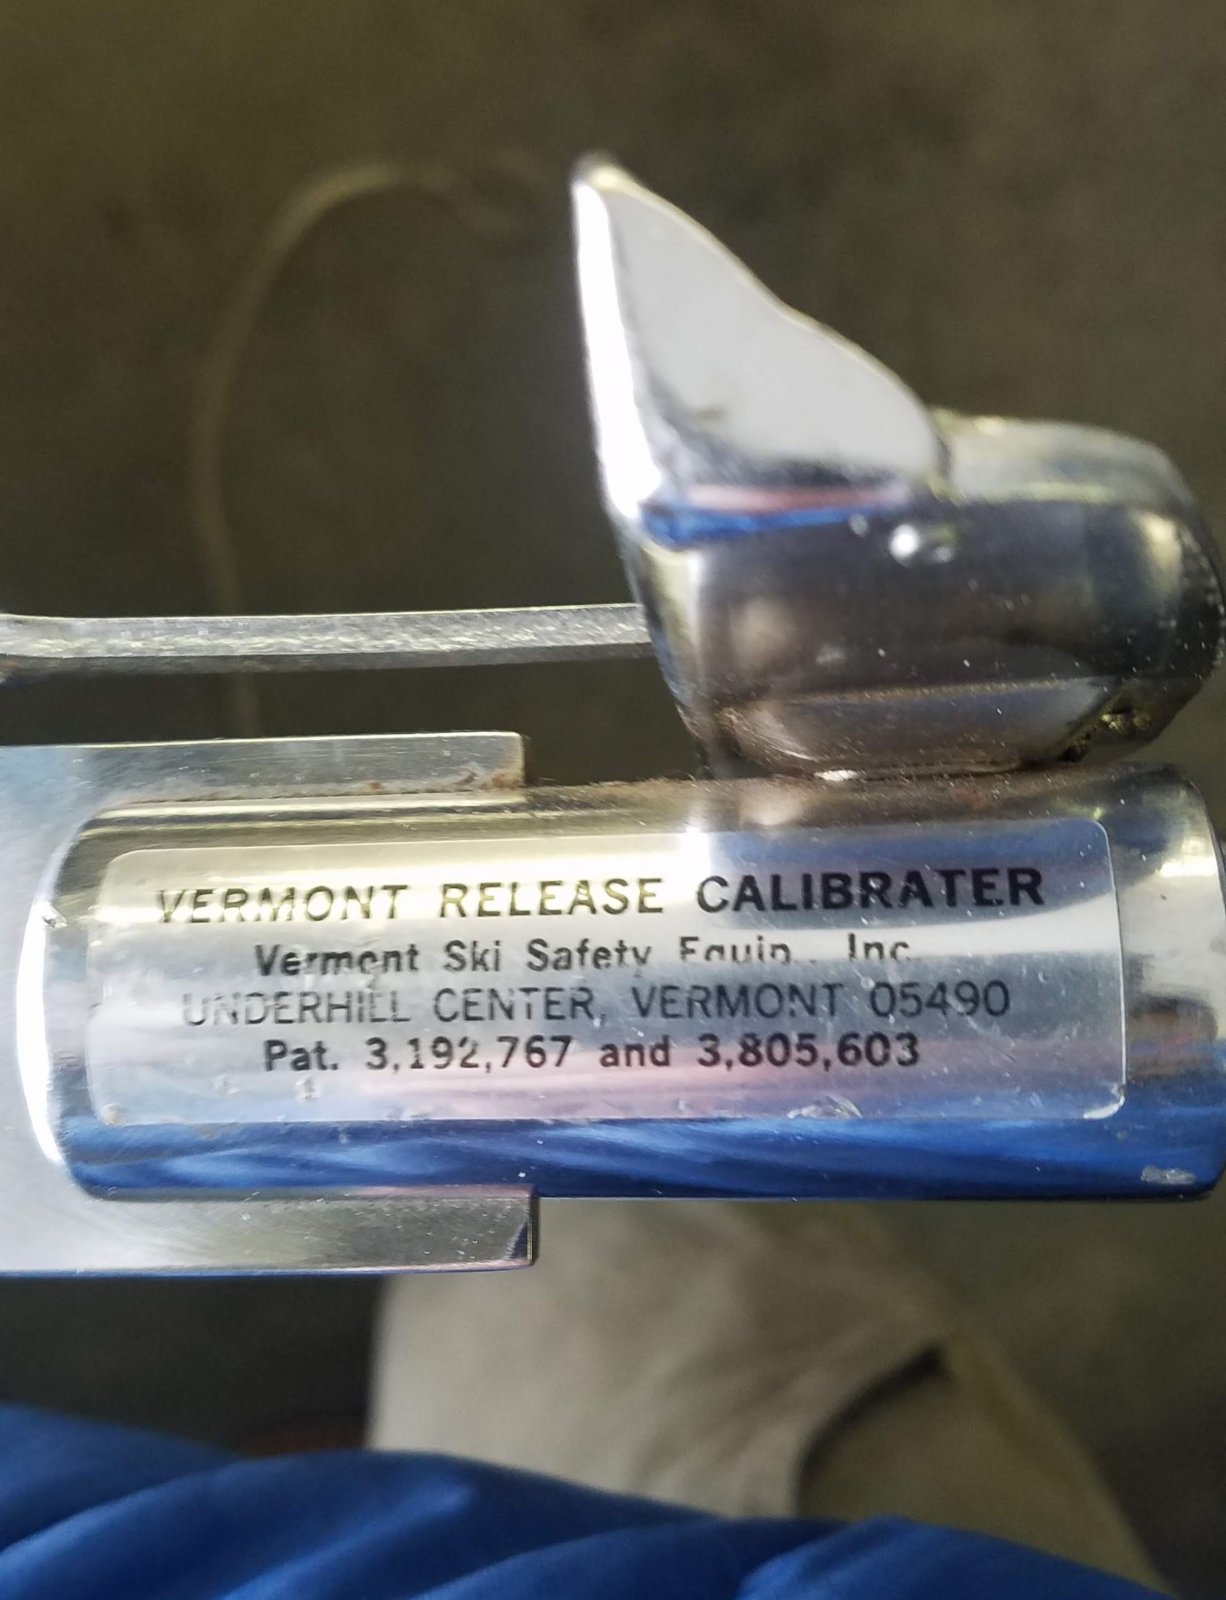 VERMONT RELEASE CALIBRATER
Vermont Ski Safety Equip., Inc.
UNDERHILL CENTER, VERMONT 05490
Pat. 3,192,767 and 3,805,603